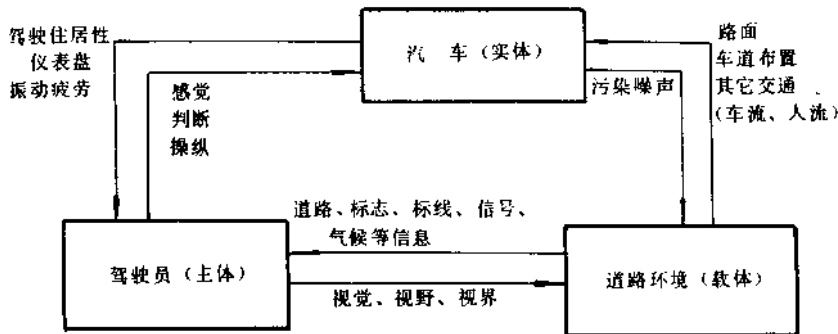 驾驶住居性
仪表盘
振动疲劳
汽 车（实体）
路面
车道布置
其它交通
（车流、人流）
感觉
判断
操纵
污染噪声
道路、标志、标线、信号、
气候等信息
驾驶员（主体）
视觉、视野、视界
道路环境（软体）